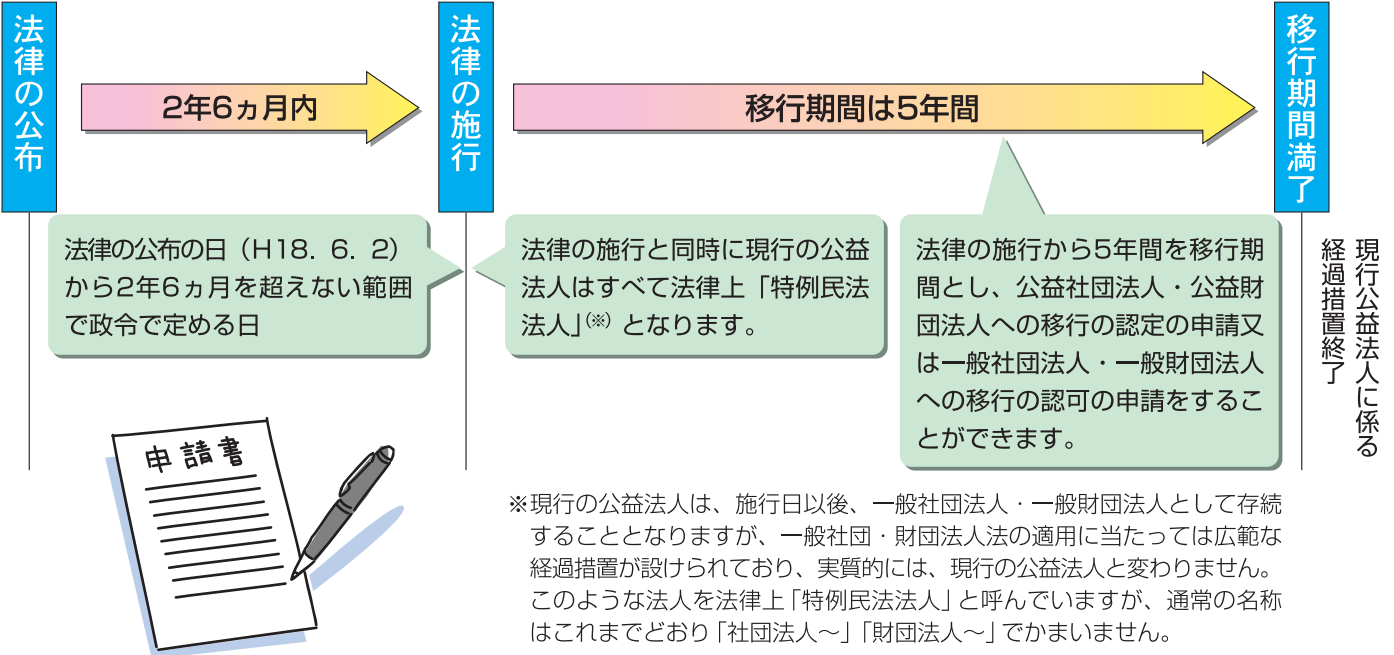 法律の公布
2年6ヵ月内
法律の施行
移行期間は5年間
移行期間満了
法律の公布の日（H18．6．2）
から2年6ヵ月を超えない範囲
で政令で定める日
法律の施行と同時に現行の公益
法人はすべて法律上「特例民法
法人」(※) となります。
法律の施行から5年間を移行期
間とし、公益社団法人・公益財
団法人への移行の認定の申請又
は一般社団法人・一般財団法人
への移行の認可の申請をするこ
とができます。
現行公益法人に係る
経過措置終了
申請書
※現行の公益法人は、施行日以後、一般社団法人・一般財団法人として存続
することとなりますが、一般社団・財団法人法の適用に当たっては広範な
経過措置が設けられており、実質的には、現行の公益法人と変わりません。
このような法人を法律上「特例民法法人」と呼んでいますが、通常の名称
はこれまでどおり「社団法人～」「財団法人～」でかまいません。